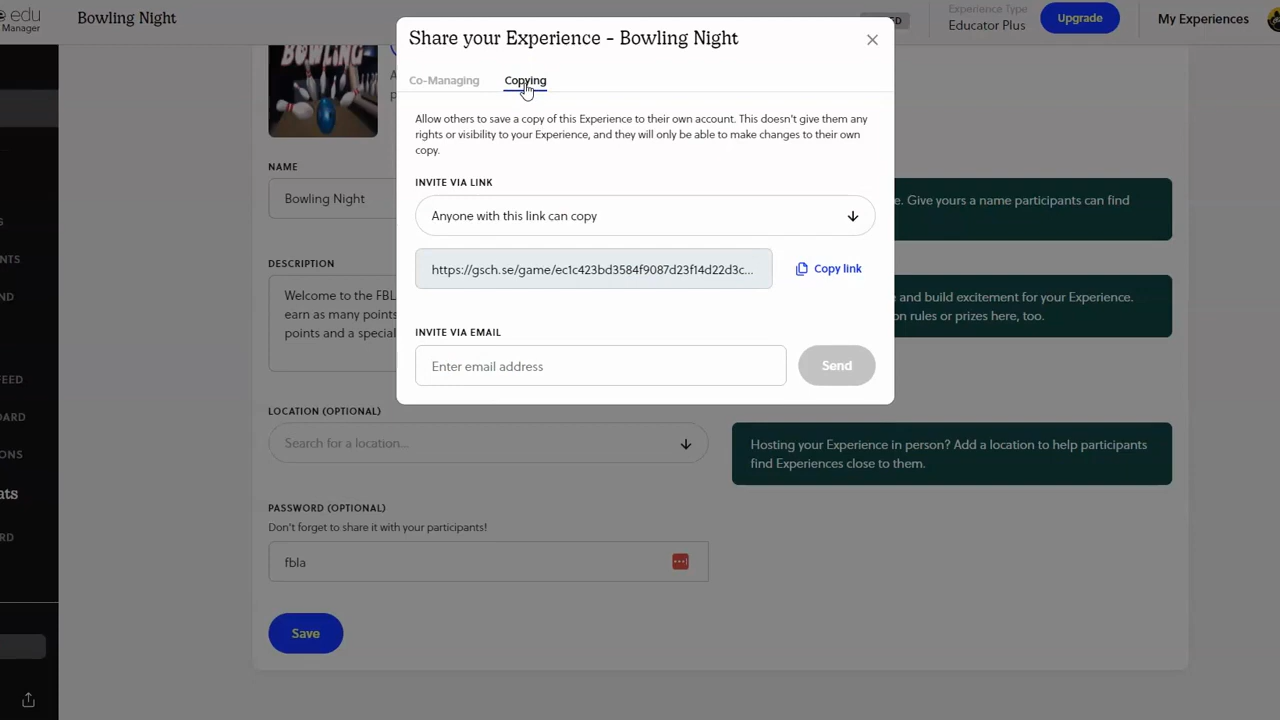 edu
Manager
Bowling Night
Experience Type
Educator Plus
Upgrade
My Experiences
Share your Experience - Bowling Night
Co-Managing
Copying
Allow others to save a copy of this Experience to their own account. This doesn't give them any
rights or visibility to your Experience, and they will only be able to make changes to their own
copy.
INVITE VIA LINK
Anyone with this link can copy
https://gsch.se/game/ec1c423bd3584f9087d23f14d22d3c...
Copy link
INVITE VIA EMAIL
Enter email address
Send
BOWLING
NAME
Bowling Night
e. Give yours a name participants can find
DESCRIPTION
Welcome to the FBL
earn as many points
points and a special
and build excitement for your Experience.
on rules or prizes here, too.
LOCATION (OPTIONAL)
Search for a location...
Hosting your Experience in person? Add a location to help participants
find Experiences close to them.
PASSWORD (OPTIONAL)
Don't forget to share it with your participants!
fbla
Save
S
NTS
ND
FEED
OARD
ONS
ats
RD